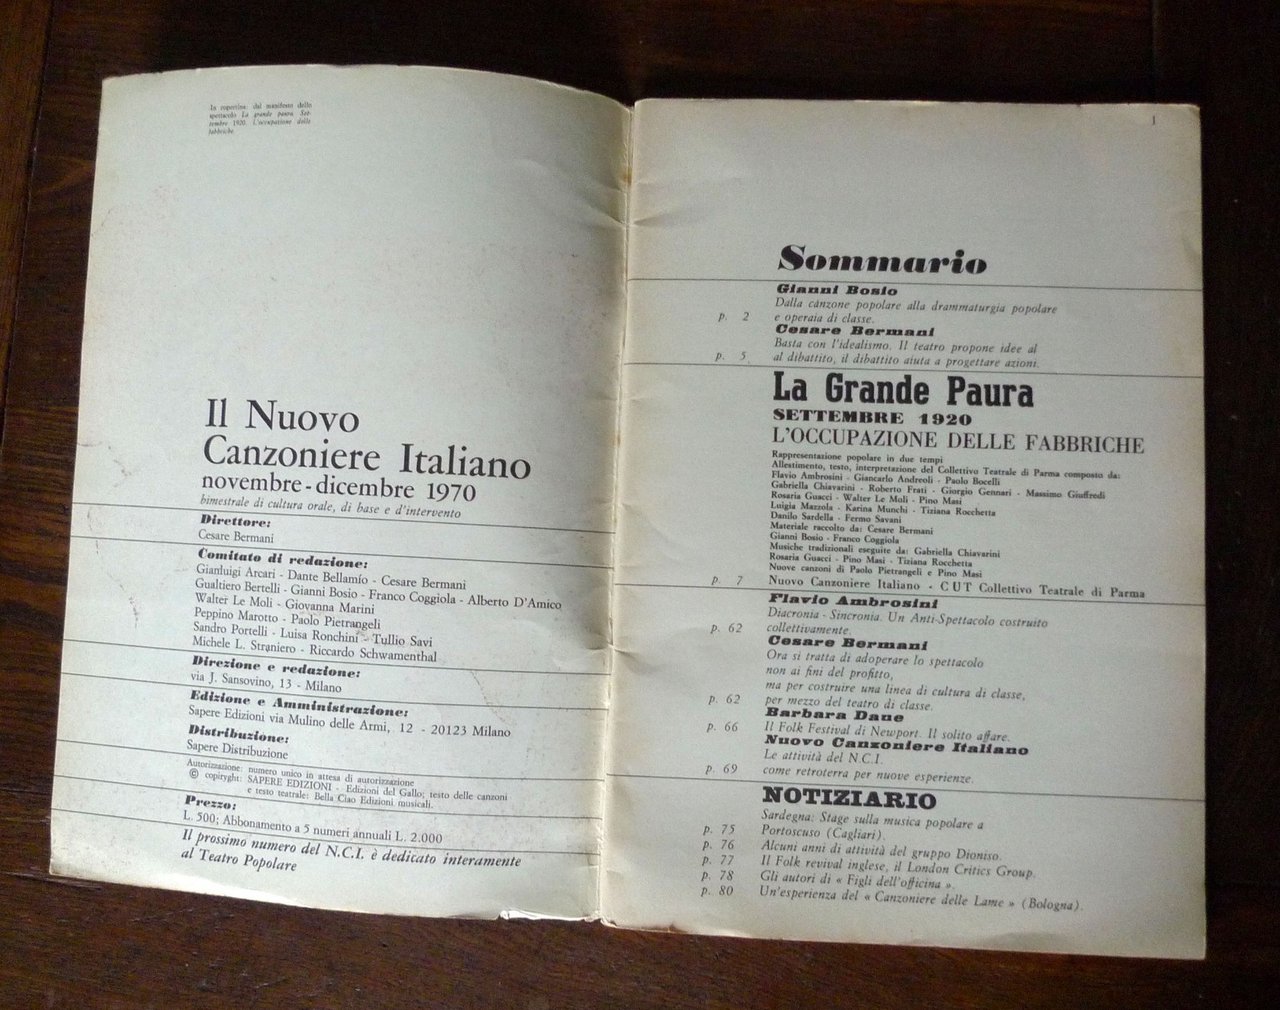 In copertina: dal manifesto dello
spettacolo La grande paura. Set-
tembre 1920. L'occupazione delle
fabbriche
Il Nuovo
Canzoniere Italiano
novembre-dicembre 1970
bimestrale di cultura orale, di base e d'intervento
Direttore:
Cesare Bermani
Comitato di redazione:
Gianluigi Arcari - Dante Bellamío - Cesare Bermani
Gualtiero Bertelli - Gianni Bosio - Franco Coggiola - Alberto D'Amico
Walter Le Moli - Giovanna Marini
Peppino Marotto - Paolo Pietrangeli
Sandro Portelli - Luisa Ronchini - Tullio Savi
Michele L. Straniero - Riccardo Schwamenthal
Direzione e redazione:
via J. Sansovino, 13 - Milano
Edizione e Amministrazione:
Sapere Edizioni via Mulino delle Armi, 12 - 20123 Milano
Distribuzione:
Sapere Distribuzione
Autorizzazione: numero unico in attesa di autorizzazione
© copiryght: SAPERE EDIZIONI - Edizioni del Gallo; testo delle canzoni
e testo teatrale: Bella Ciao Edizioni musicali.
Prezzo:
L. 500; Abbonamento a 5 numeri annuali L. 2.000
Il prossimo numero del N.C.I. è dedicato interamente
al Teatro Popolare
1
Sommario
Gianni Bosio
Dalla canzone popolare alla drammaturgia popolare
p. 2 e operaia di classe.
Cesare Bermani
Basta con l'idealismo. Il teatro propone idee al
p. 5 al dibattito, il dibattito aiuta a progettare azioni.
La Grande Paura
SETTEMBRE 1920
L'OCCUPAZIONE DELLE FABBRICHE
Rappresentazione popolare in due tempi
Allestimento, testo, interpretazione del Collettivo Teatrale di Parma composto da:
Flavio Ambrosini - Giancarlo Andreoli - Paolo Bocelli
Gabriella Chiavarini - Roberto Frati - Giorgio Gennari - Massimo Giuffredi
Rosaria Guacci - Walter Le Moli - Pino Masi
Luigia Mazzola - Karina Munchi - Tiziana Rocchetta
Danilo Sardella - Fermo Savani
Materiale raccolto da: Cesare Bermani
Gianni Bosio - Franco Coggiola
Musiche tradizionali eseguite da: Gabriella Chiavarini
Rosaria Guacci - Pino Masi - Tiziana Rocchetta
Nuove canzoni di Paolo Pietrangeli e Pino Masi
p. 7 Nuovo Canzoniere Italiano - CUT Collettivo Teatrale di Parma
Flavio Ambrosini
Diacronia - Sincronia. Un Anti-Spettacolo costruito
p. 62 collettivamente.
Cesare Bermani
Ora si tratta di adoperare lo spettacolo
non ai fini del profitto,
ma per costruire una linea di cultura di classe,
p. 62 per mezzo del teatro di classe.
Barbara Dane
p. 66 Il Folk Festival di Newport. Il solito affare.
Nuovo Canzoniere Italiano
Le attività del N.C.I.
p. 69 come retroterra per nuove esperienze.
NOTIZIARIO
Sardegna: Stage sulla musica popolare a
p. 75 Portoscuso (Cagliari).
p. 76 Alcuni anni di attività del gruppo Dioniso.
p. 77 Il Folk revival inglese, il London Critics Group.
p. 78 Gli autori di « Figli dell'officina ».
p. 80 Un'esperienza del « Canzoniere delle Lame » (Bologna).